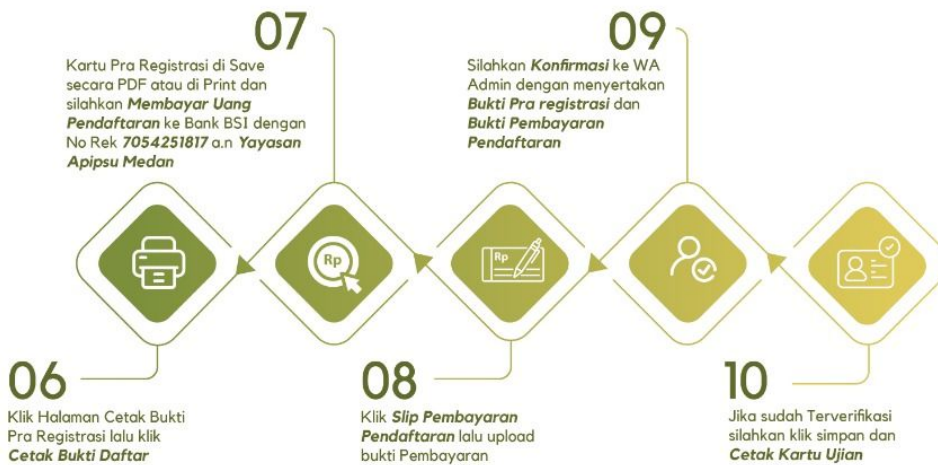 07
Kartu Pra Registrasi di Save
secara PDF atau di Print dan
silahkan Membayar Uang
Pendaftaran ke Bank BSI dengan
No Rek 7054251817 a.n Yayasan
Apipsu Medan
09
Silahkan Konfirmasi ke WA
Admin dengan menyertakan
Bukti Pra registrasi dan
Bukti Pembayaran
Pendaftaran
Rp
Rp
06
Klik Halaman Cetak Bukti
Pra Registrasi lalu klik
Cetak Bukti Daftar
08
Klik Slip Pembayaran
Pendaftaran lalu upload
bukti Pembayaran
10
Jika sudah Terverifikasi
silahkan klik simpan dan
Cetak Kartu Ujian